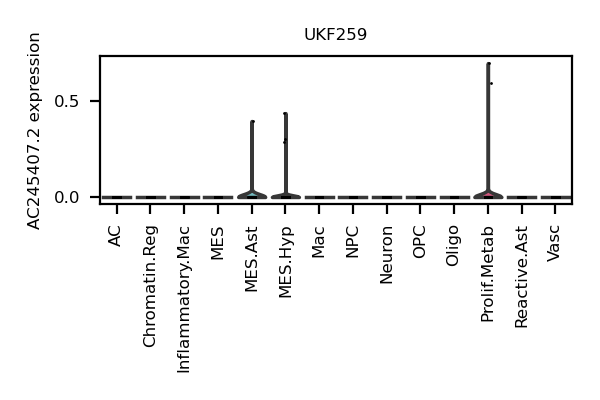 UKF259
AC245407.2 expression
0.5
0.0
AC
Chromatin.Reg
Inflammatory.Mac
MES
MES.Ast
MES.Hyp
Mac
NPC
Neuron
OPC
Oligo
Prolif.Metab
Reactive.Ast
Vasc